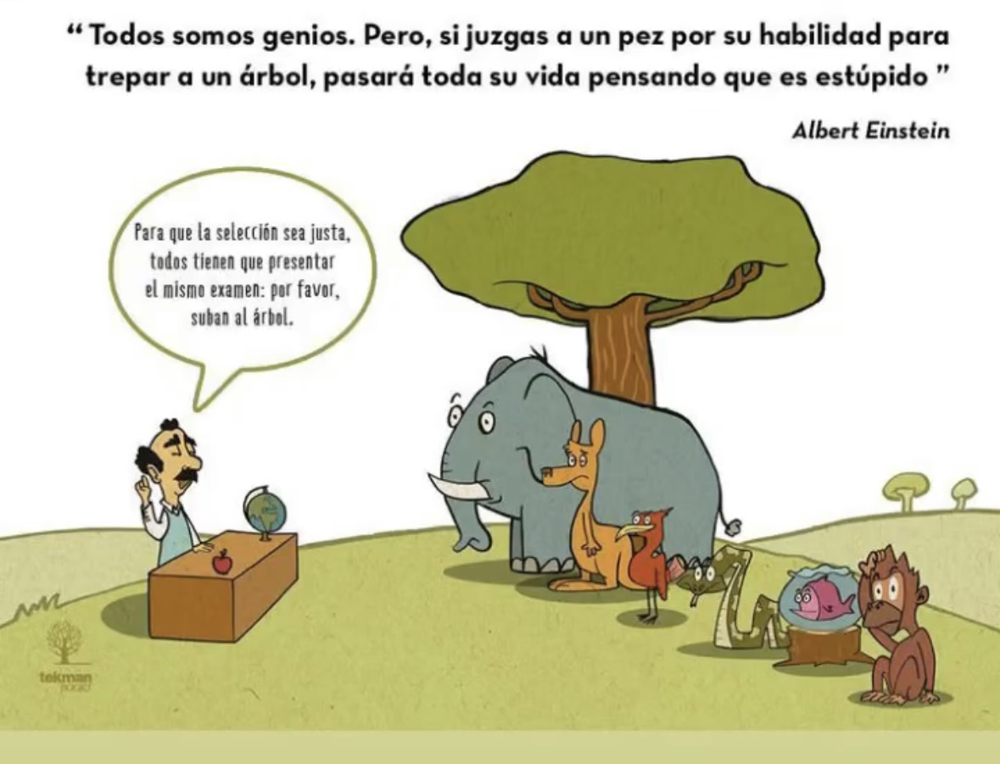 “ Todos somos genios. Pero, si juzgas a un pez por su habilidad para
trepar a un árbol, pasará toda su vida pensando que es estúpido ”
Albert Einstein
Para que la selección sea justa,
todos tienen que presentar
el mismo examen: por favor,
suban al árbol.
tekman